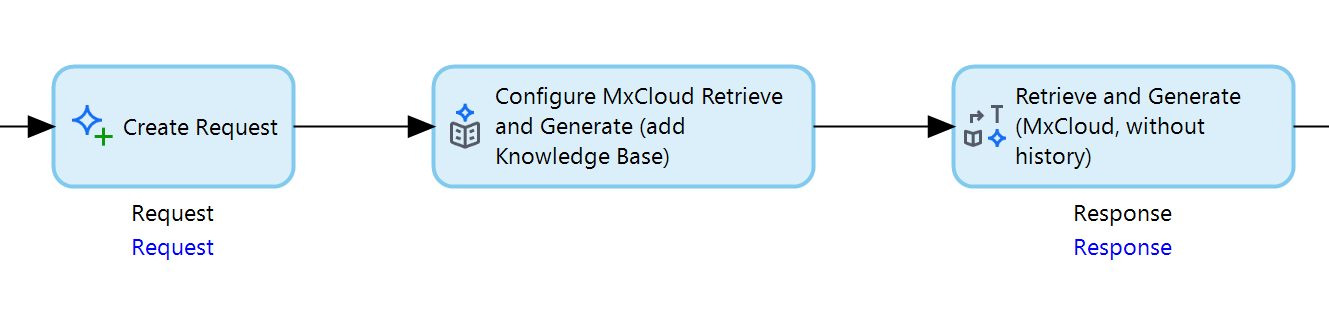 Create Request
Request
Request
Configure MxCloud Retrieve
and Generate (add
Knowledge Base)
Retrieve and Generate
(MxCloud, without
history)
Response
Response